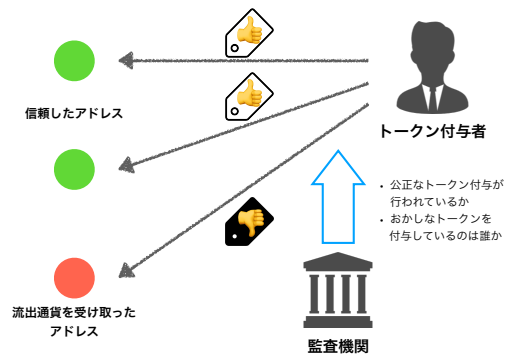 信頼したアドレス
トークン付与者
・公正なトークン付与が
行われているか
・おかしなトークンを
付与しているのは誰か
流出通貨を受け取った
アドレス
監査機関